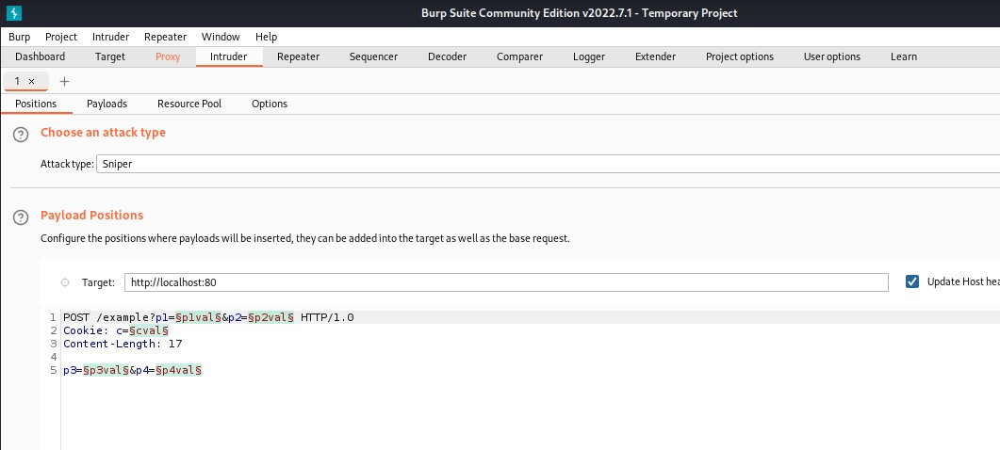 Burp Suite Community Edition v2022.7.1 - Temporary Project
Burp Project Intruder Repeater Window Help
Dashboard Target Proxy Intruder Repeater Sequencer Decoder Comparer Logger Extender Project options User options Learn
1 × +
Positions Payloads Resource Pool Options
? Choose an attack type
Attack type: Sniper
? Payload Positions
Configure the positions where payloads will be inserted, they can be added into the target as well as the base request.
Target: http://localhost:80 Update Host hea
1 POST /example?p1=§p1val§&p2=§p2val§ HTTP/1.0
2 Cookie: c=§cval§
3 Content-Length: 17
4
5 p3=§p3val§&p4=§p4val§